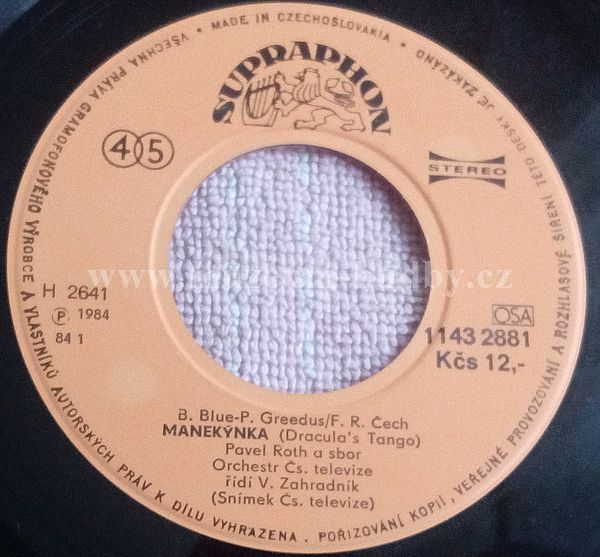 VŠECHNA PRÁVA GRAMOFONOVÉHO VÝROBCE A VLASTNÍKŮ AUTORSKÝCH PRÁV K DÍLU VYHRAZENA. POŘIZOVÁNÍ KOPIÍ, VEŘEJNÉ PROVOZOVÁNÍ A ROZHLASOVÉ ŠÍŘENÍ TÉTO DESKY JE ZAKÁZÁNO
• MADE IN CZECHOSLOVAKIA •
SUPRAPHON
45
STEREO
H 2641
Ⓟ 1984
84 1
OSA
1143 2881
Kčs 12,-
B. Blue-P. Greedus/F. R. Čech
MANEKÝNKA (Dracula's Tango)
Pavel Roth a sbor
Orchestr Čs. televize
řídí V. Zahradník
(Snímek Čs. televize)